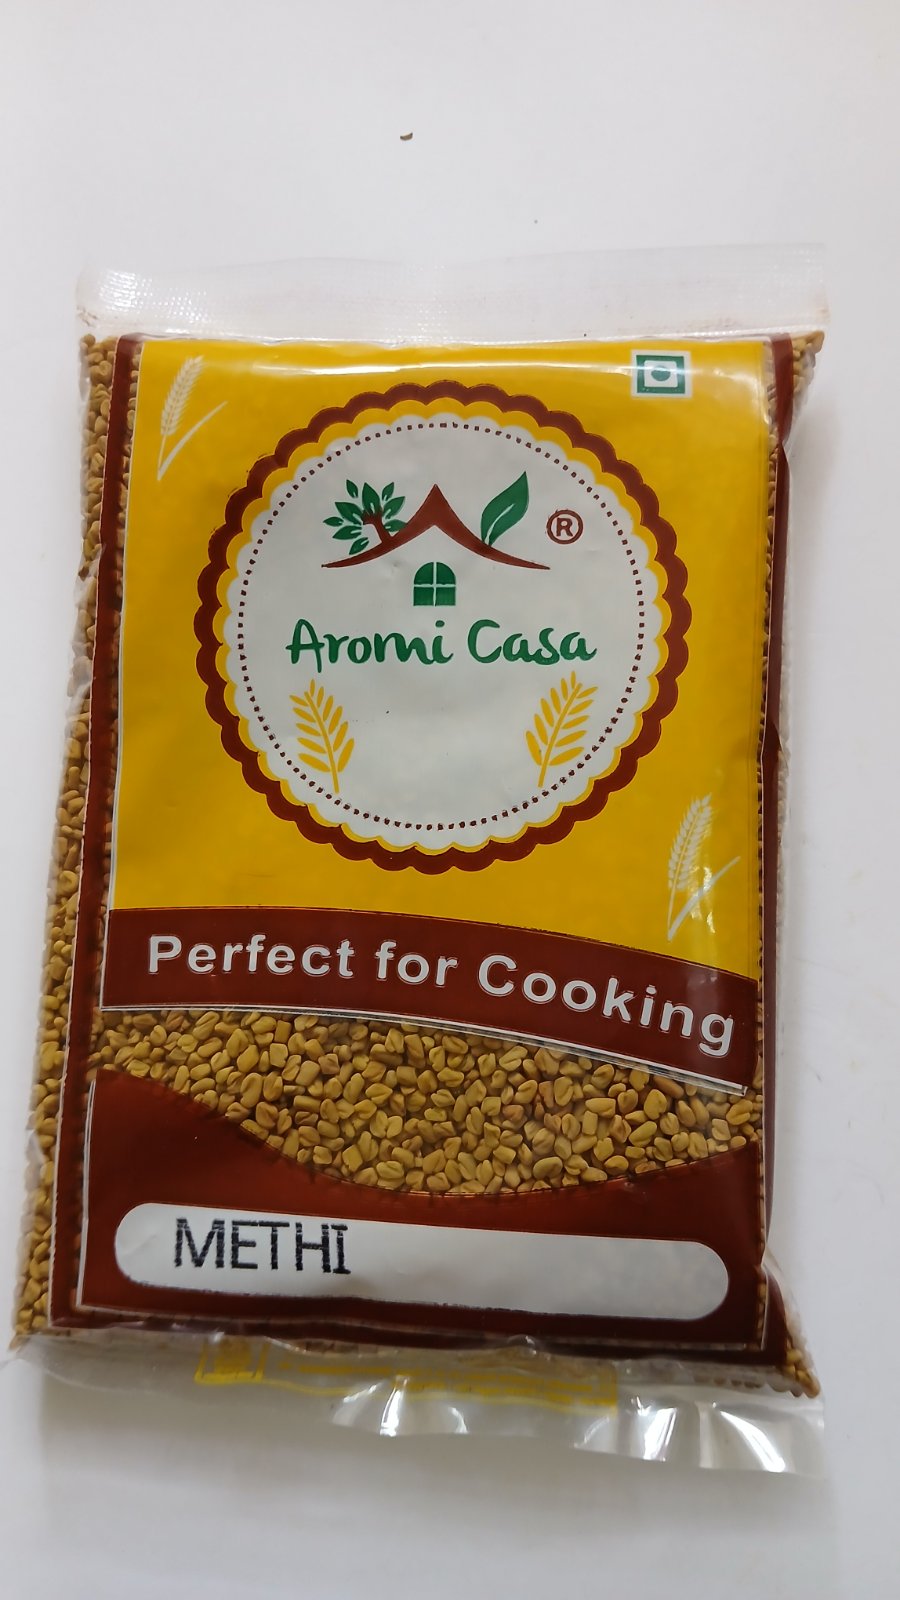 ®
Aromi Casa
Perfect for Cooking
METHI